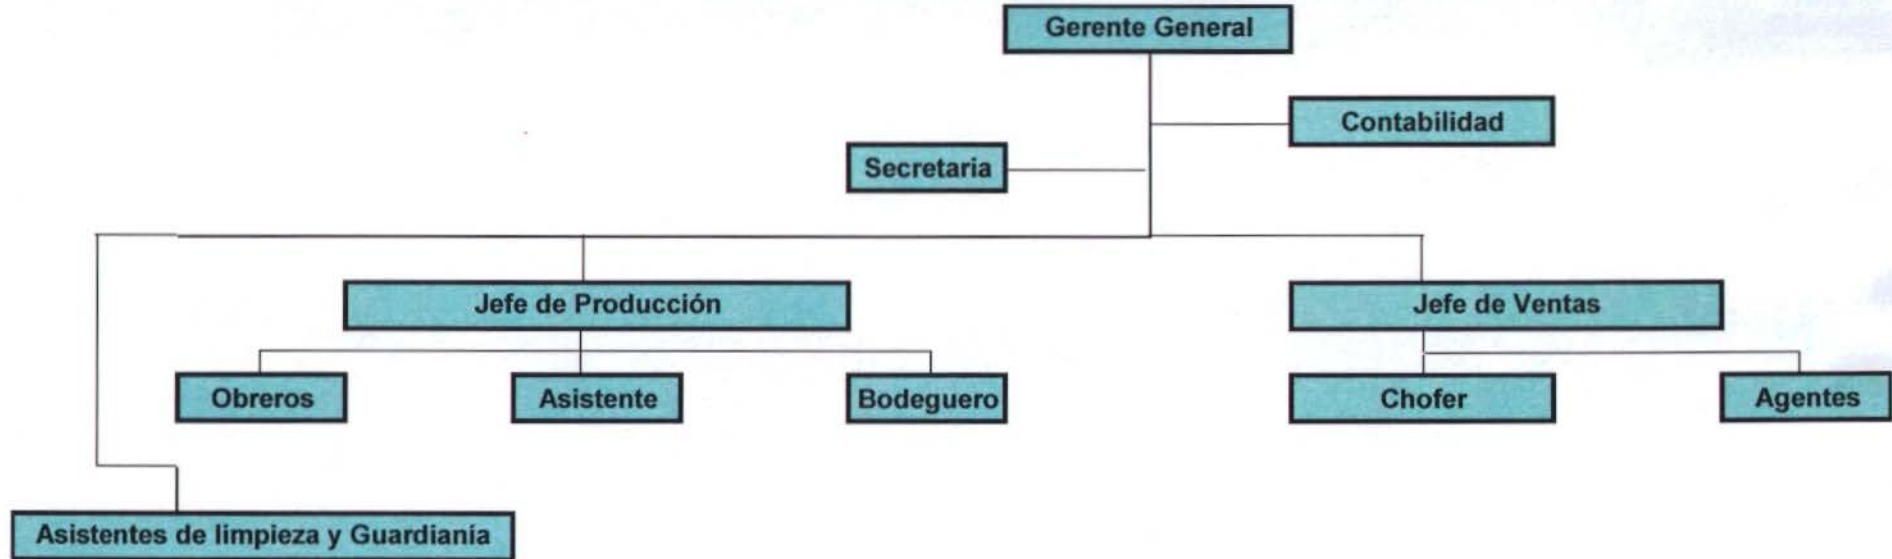 Gerente General
Contabilidad
Secretaria
Jefe de Producción
Jefe de Ventas
Obreros
Asistente
Bodeguero
Chofer
Agentes
Asistentes de limpieza y Guardianía